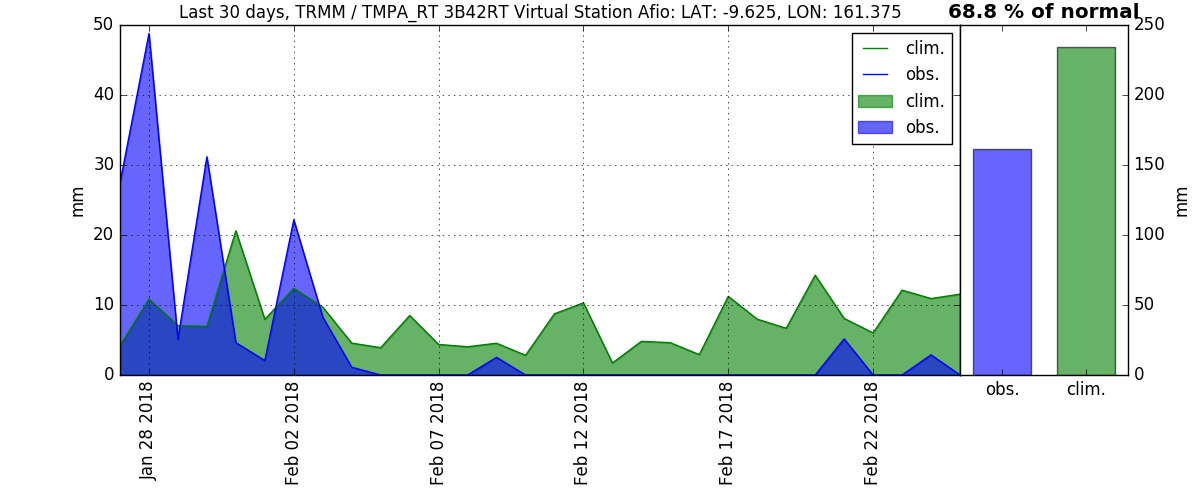 Last 30 days, TRMM / TMPA_RT 3B42RT Virtual Station Afio: LAT: -9.625, LON: 161.375
68.8 % of normal
50
40
30
20
10
0
mm
clim.
obs.
clim.
obs.
250
200
150
100
50
0
mm
Jan 28 2018
Feb 02 2018
Feb 07 2018
Feb 12 2018
Feb 17 2018
Feb 22 2018
obs.
clim.